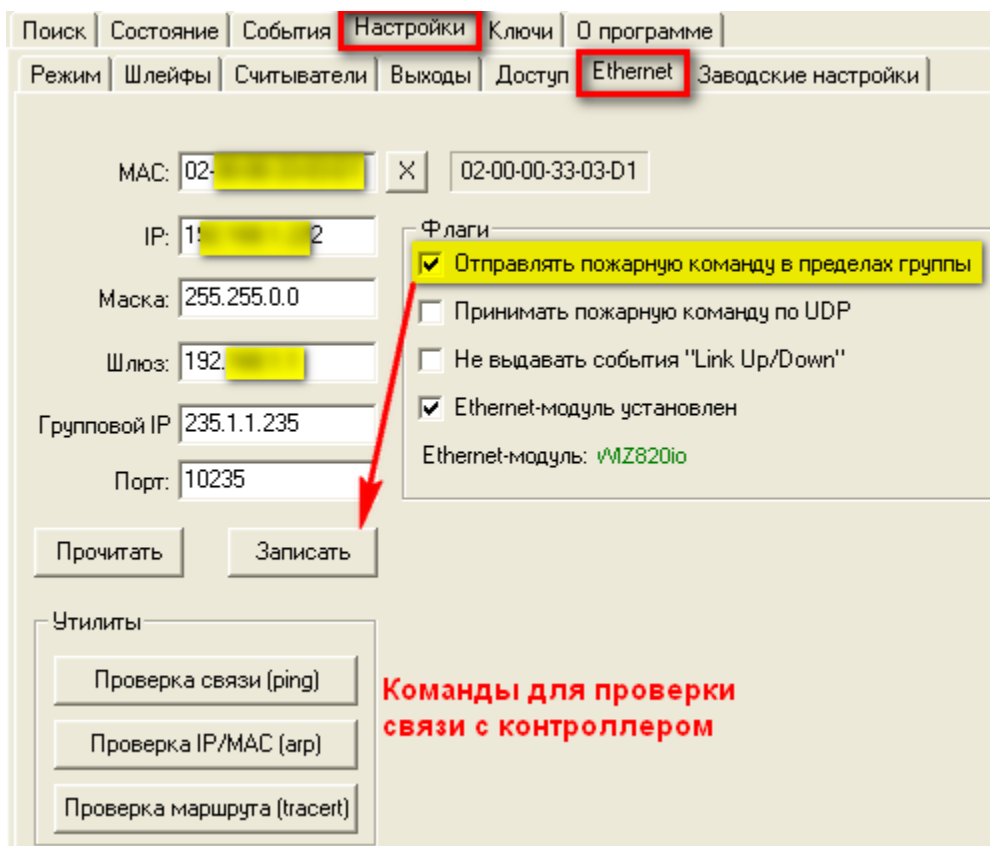 Поиск Состояние События Настройки Ключи О программе
Режим Шлейфы Считыватели Выходы Доступ Ethernet Заводские настройки
MAC: 02- X 02-00-00-33-03-D1
IP: 19 2
Маска: 255.255.0.0
Шлюз: 192.
Групповой IP 235.1.1.235
Порт: 10235
Флаги
Отправлять пожарную команду в пределах группы
Принимать пожарную команду по UDP
Не выдавать события "Link Up/Down"
Ethernet-модуль установлен
Ethernet-модуль: WIZ820io
Прочитать Записать
Утилиты
Проверка связи (ping)
Проверка IP/MAC (arp)
Проверка маршрута (tracert)
Команды для проверки
связи с контроллером